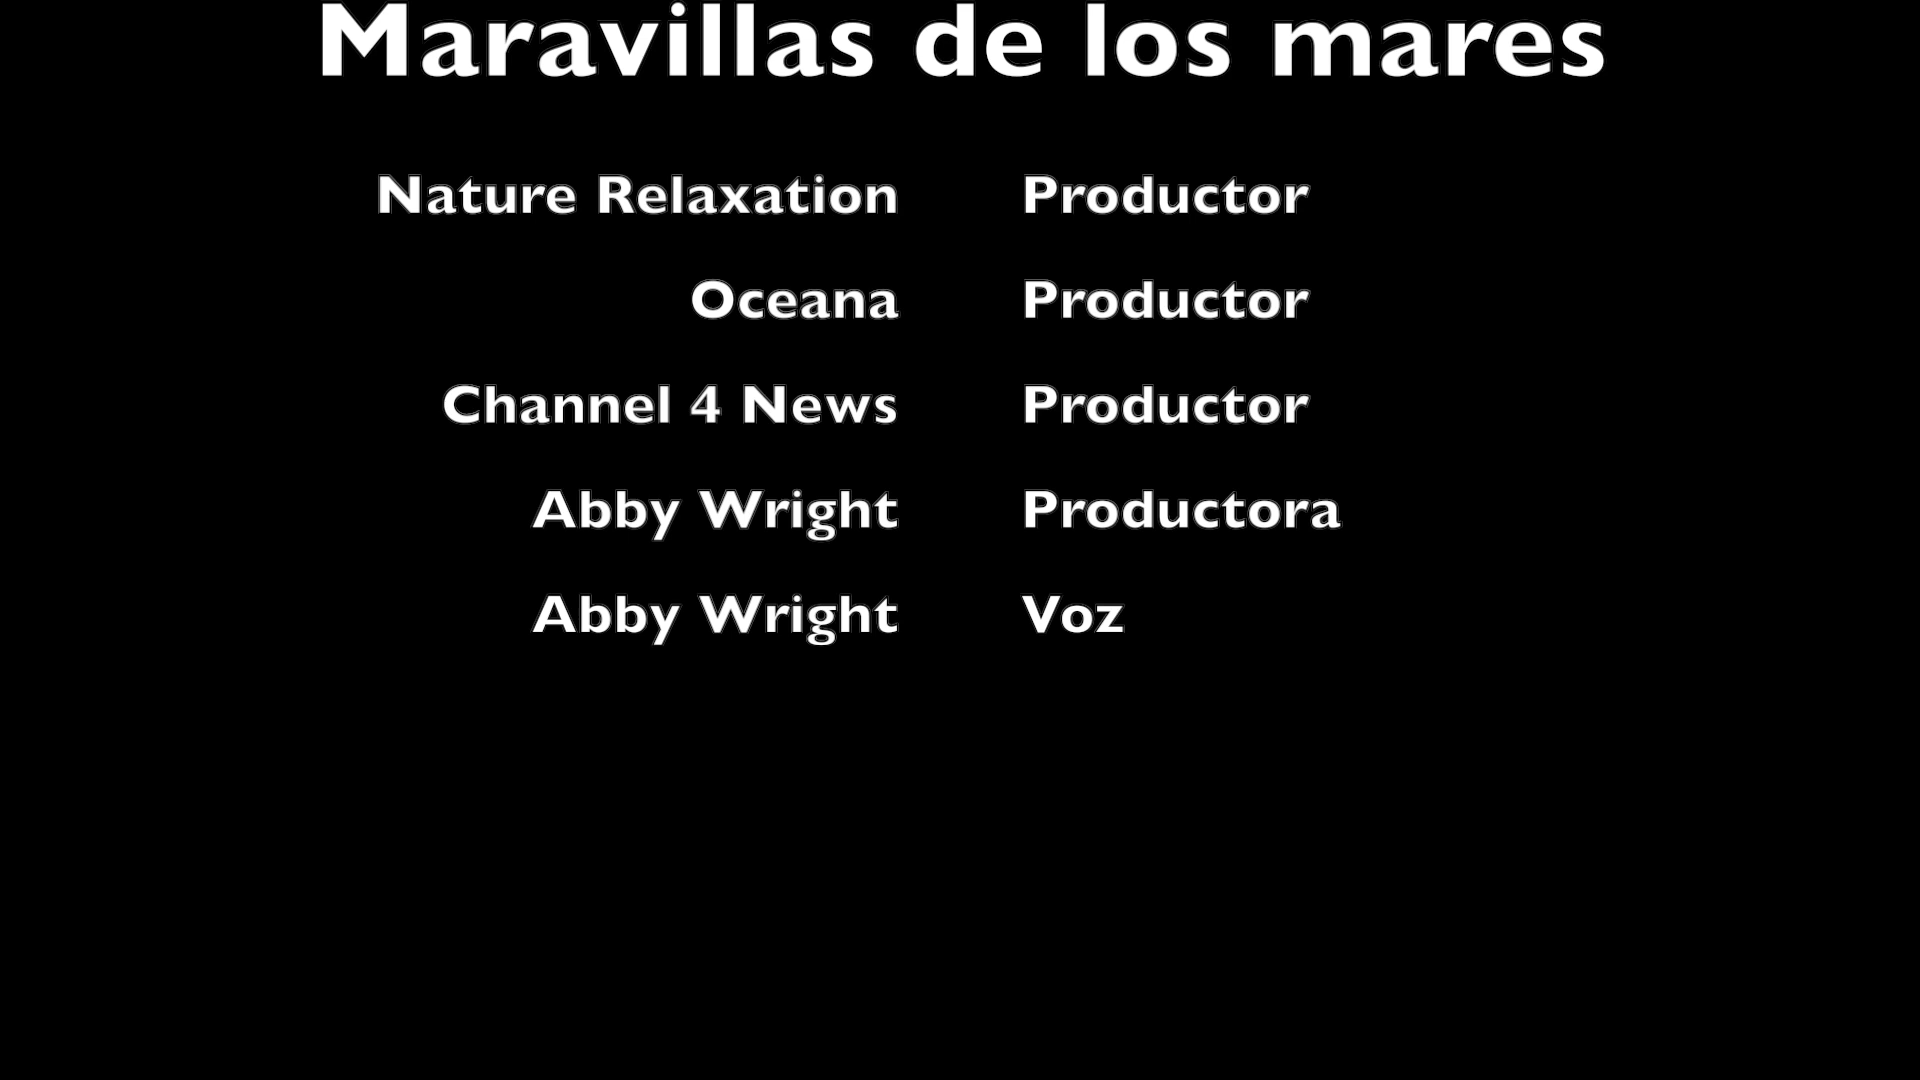 Maravillas de los mares
Nature Relaxation Productor
Oceana Productor
Channel 4 News Productor
Abby Wright Productora
Abby Wright Voz